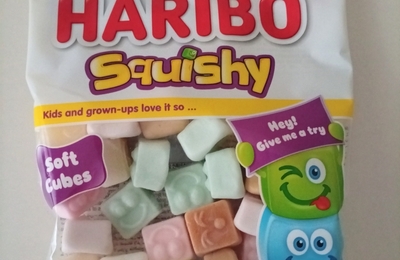 HARIBO
Squishy
Kids and grown-ups love it so ...
Hey!
Give me a try
Soft
Cubes